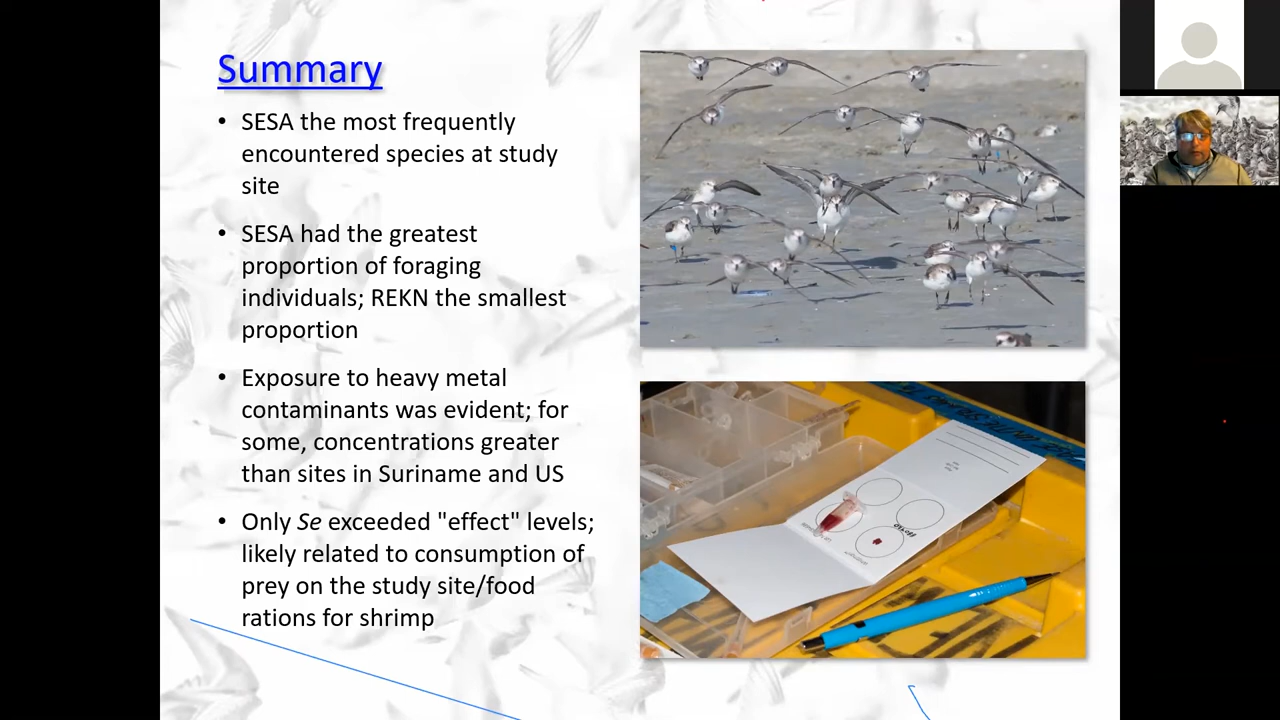 Summary
• SESA the most frequently
encountered species at study
site
• SESA had the greatest
proportion of foraging
individuals; REKN the smallest
proportion
• Exposure to heavy metal
contaminants was evident; for
some, concentrations greater
than sites in Suriname and US
• Only Se exceeded "effect" levels;
likely related to consumption of
prey on the study site/food
rations for shrimp